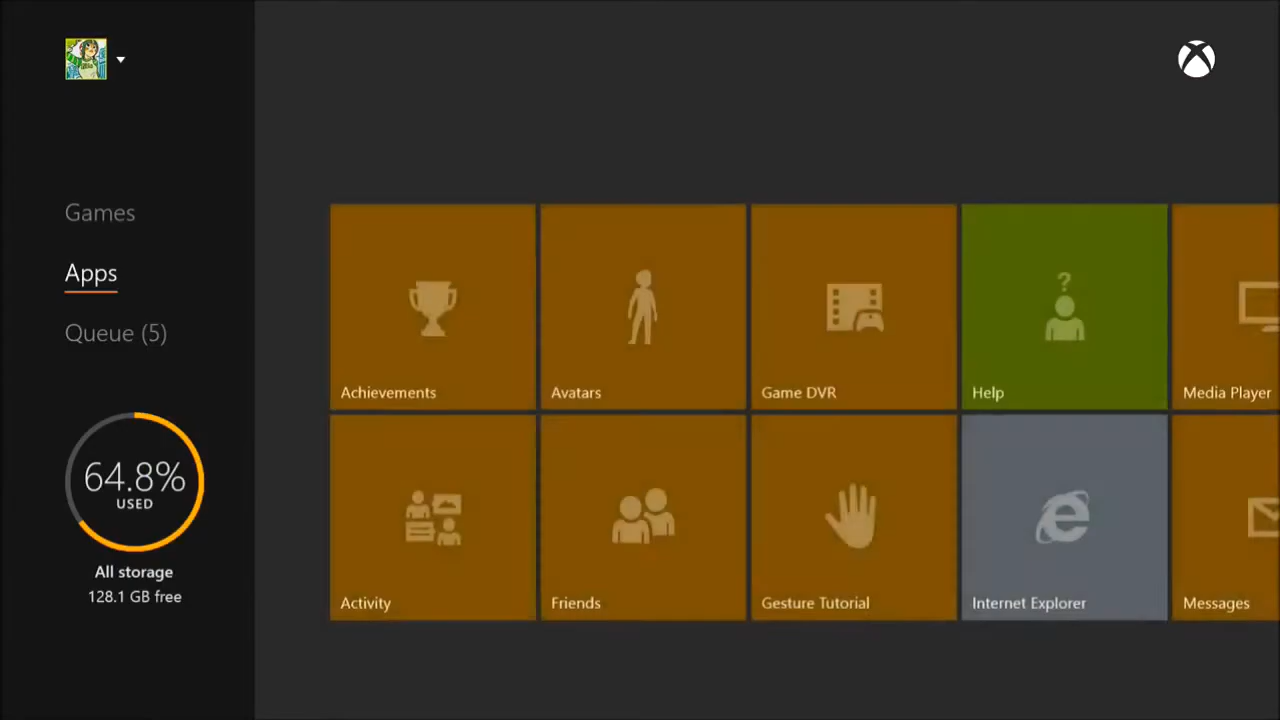 Games
Apps
Queue (5)
64.8%
USED
All storage
128.1 GB free
Achievements
Avatars
Game DVR
Help
Media Player
Activity
Friends
Gesture Tutorial
Internet Explorer
Messages